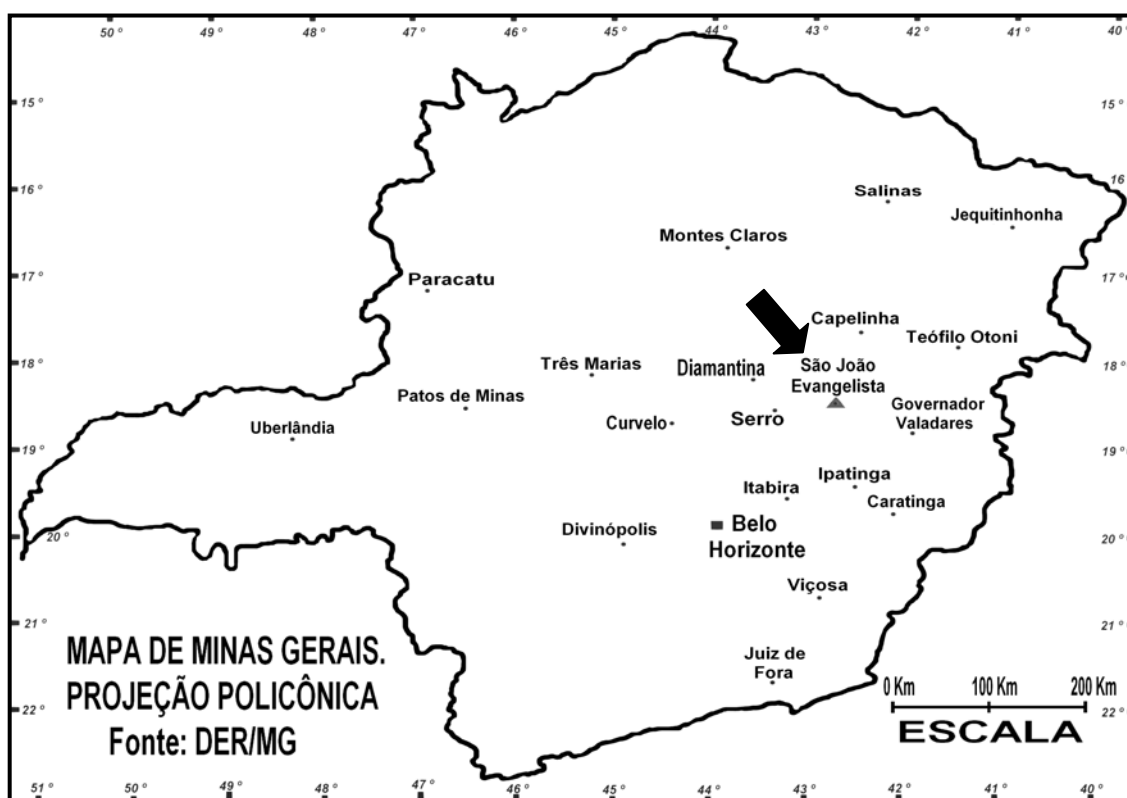 50 ° 49 ° 48 ° 47 ° 46 ° 45 ° 44 ° 43 ° 42 ° 41 ° 40 °
15 ° 15 °
16 ° 16
Salinas
Jequitinhonha
Montes Claros
17 ° 17 °
Paracatu
Capelinha
Teófilo Otoni
18 ° 18 °
Três Marias
Diamantina
São João
Evangelista
Patos de Minas
Governador
Valadares
Uberlândia
Curvelo
Serro
19 ° 19 °
Ipatinga
Itabira
Caratinga
20 ° 20 °
Divinópolis
Belo
Horizonte
Viçosa
21 ° 21 °
MAPA DE MINAS GERAIS.
PROJEÇÃO POLICÔNICA
Fonte: DER/MG
Juiz de
Fora
0 Km 100 Km 200 Km
ESCALA
22 ° 22 °
51 ° 50 ° 49 ° 48 ° 47 ° 46 ° 45 ° 44 ° 43 ° 42 ° 41 ° 40 °